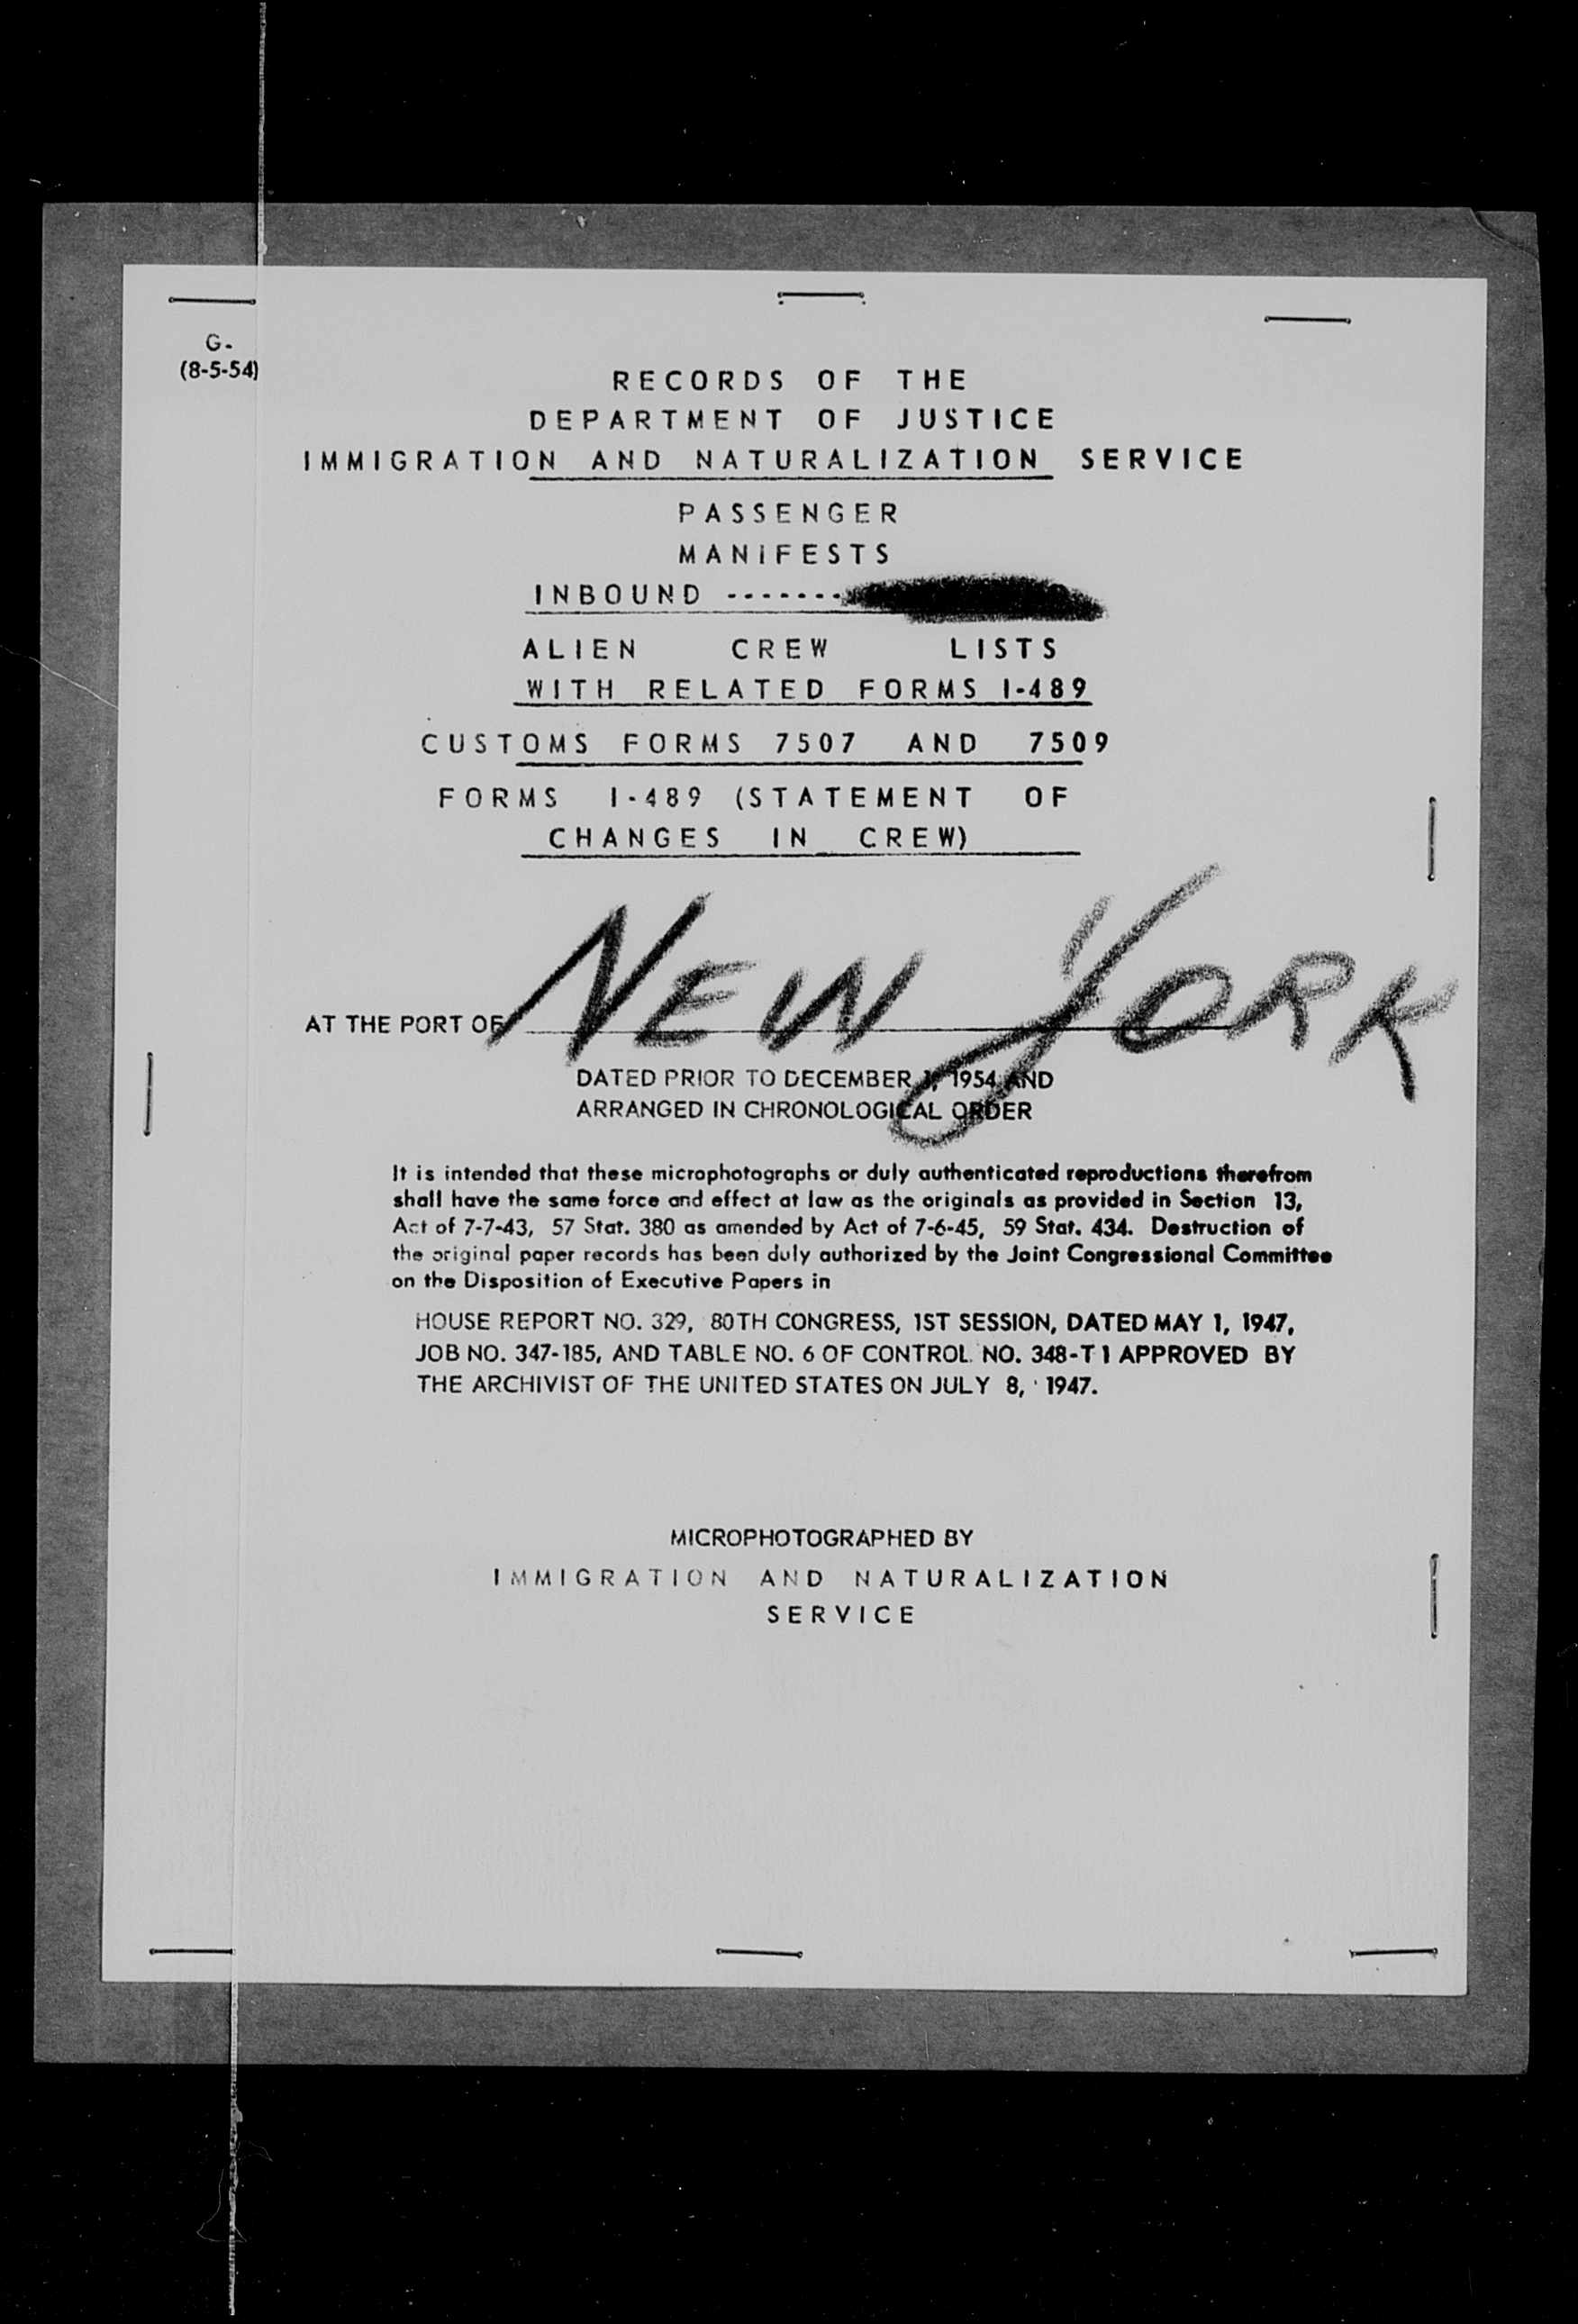 G-
(8-5-54)
RECORDS OF THE
DEPARTMENT OF JUSTICE
IMMIGRATION AND NATURALIZATION SERVICE
PASSENGER
MANIFESTS
INBOUND -------
ALIEN CREW LISTS
WITH RELATED FORMS I-489
CUSTOMS FORMS 7507 AND 7509
FORMS I-489 (STATEMENT OF
CHANGES IN CREW)
AT THE PORT OF NEW YORK
DATED PRIOR TO DECEMBER 1, 1954 AND
ARRANGED IN CHRONOLOGICAL ORDER
It is intended that these microphotographs or duly authenticated reproductions therefrom
shall have the same force and effect at law as the originals as provided in Section 13,
Act of 7-7-43, 57 Stat. 380 as amended by Act of 7-6-45, 59 Stat. 434. Destruction of
the original paper records has been duly authorized by the Joint Congressional Committee
on the Disposition of Executive Papers in
HOUSE REPORT NO. 329, 80TH CONGRESS, 1ST SESSION, DATED MAY 1, 1947,
JOB NO. 347-185, AND TABLE NO. 6 OF CONTROL NO. 348-T1 APPROVED BY
THE ARCHIVIST OF THE UNITED STATES ON JULY 8, 1947.
MICROPHOTOGRAPHED BY
IMMIGRATION AND NATURALIZATION
SERVICE